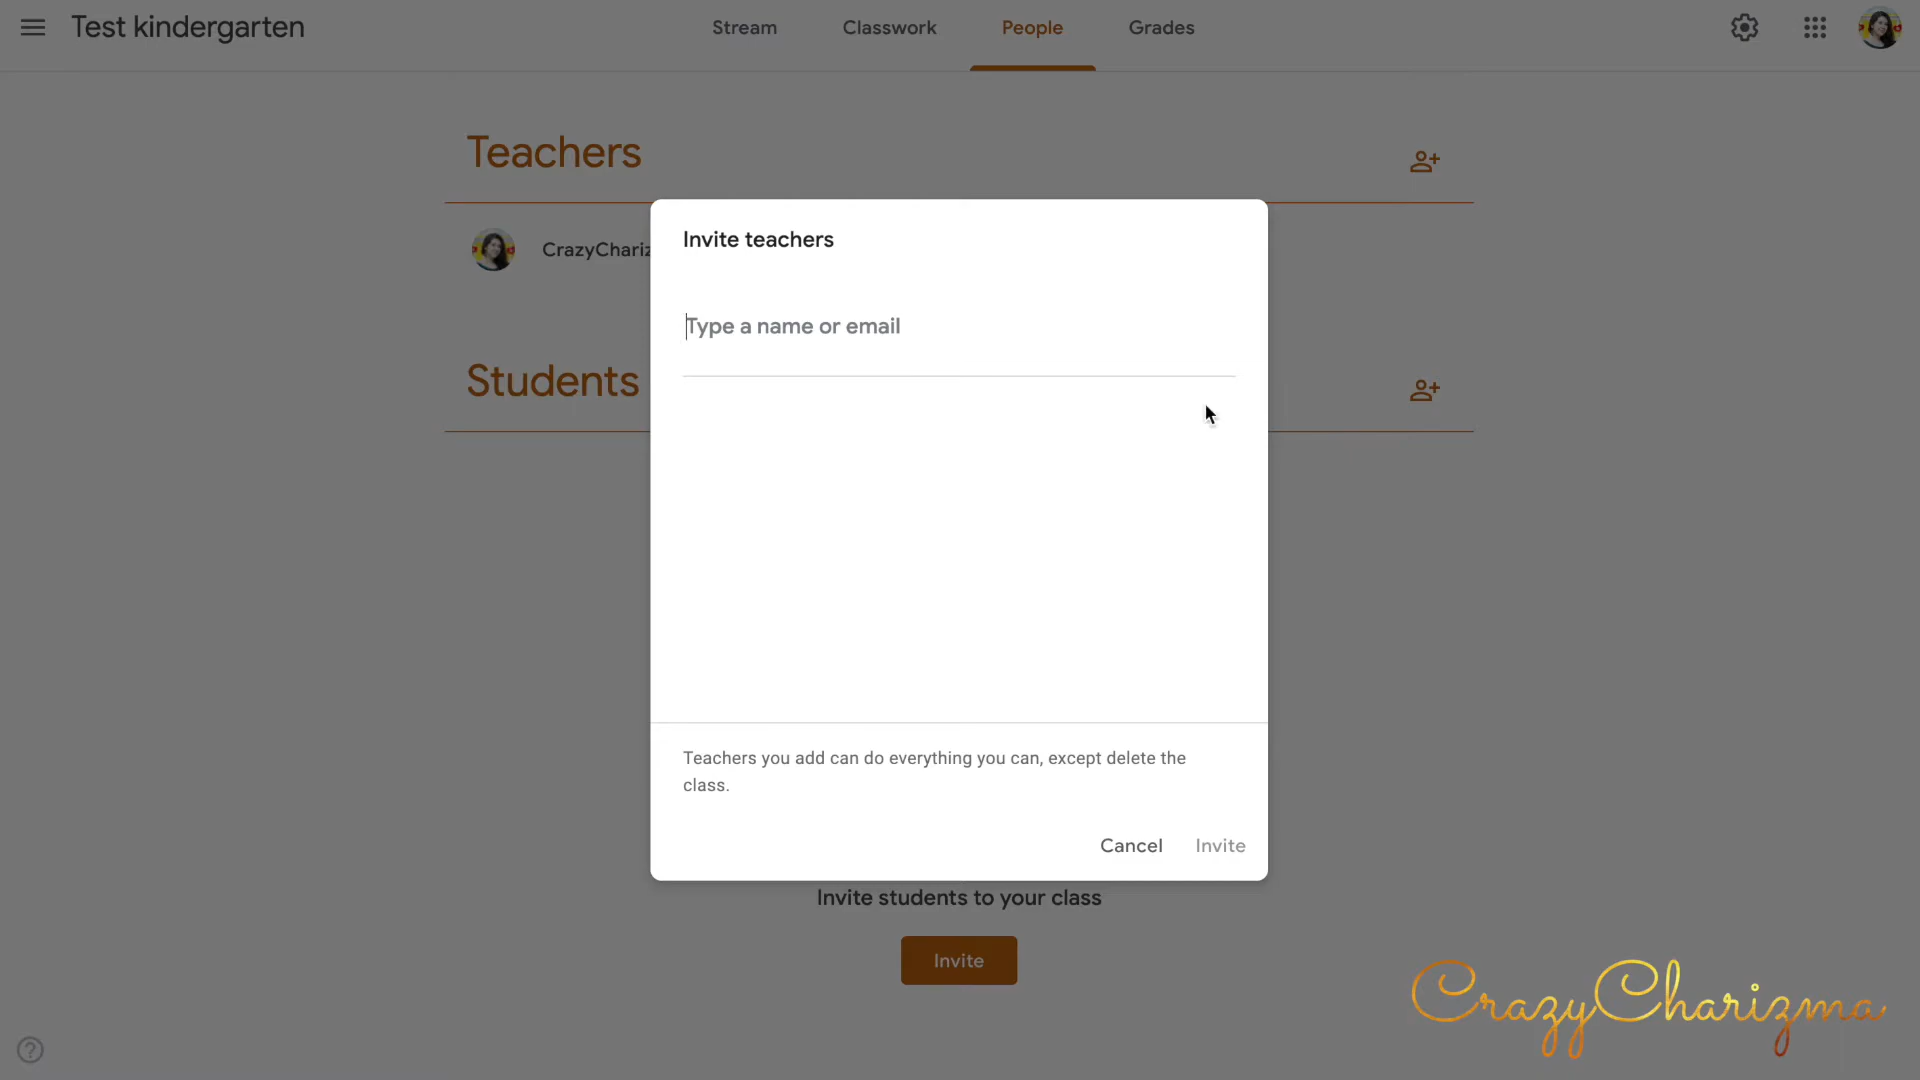 Test kindergarten
Stream
Classwork
People
Grades
Teachers
CrazyChariz
Invite teachers
Type a name or email
Students
Teachers you add can do everything you can, except delete the
class.
Cancel
Invite
Invite students to your class
Invite
CrazyCharizma